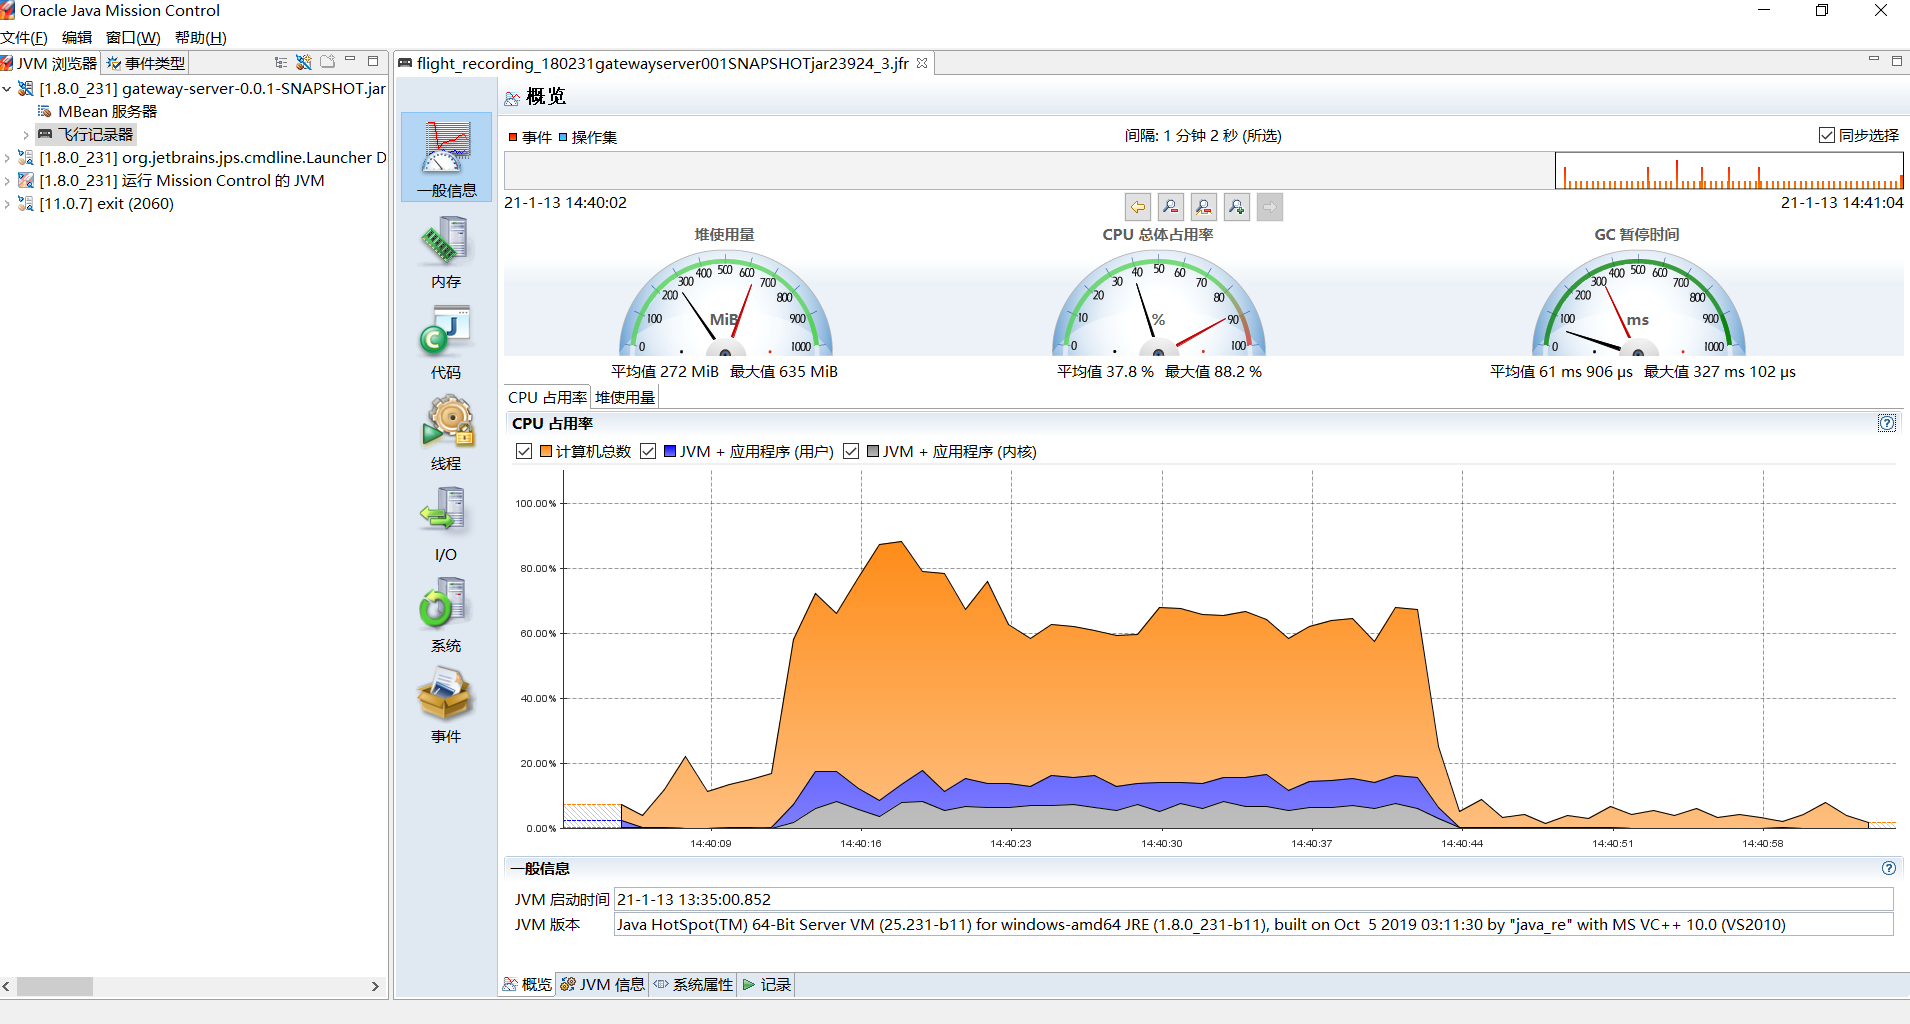 Oracle Java Mission Control
文件(F) 编辑 窗口(W) 帮助(H)
JVM 浏览器 事件类型
[1.8.0_231] gateway-server-0.0.1-SNAPSHOT.jar
MBean 服务器
飞行记录器
[1.8.0_231] org.jetbrains.jps.cmdline.Launcher D
[1.8.0_231] 运行 Mission Control 的 JVM
[11.0.7] exit (2060)
flight_recording_180231gatewayserver001SNAPSHOTjar23924_3.jfr
一般信息
内存
代码
线程
I/O
系统
事件
概览
事件 操作集
间隔: 1 分钟 2 秒 (所选)
同步选择
21-1-13 14:40:02
21-1-13 14:41:04
堆使用量
0 100 200 300 400 500 600 700 800 900 1000
MiB
平均值 272 MiB 最大值 635 MiB
CPU 总体占用率
0 10 20 30 40 50 60 70 80 90 100
%
平均值 37.8 % 最大值 88.2 %
GC 暂停时间
0 100 200 300 400 500 600 700 800 900 1000
ms
平均值 61 ms 906 µs 最大值 327 ms 102 µs
CPU 占用率 堆使用量
CPU 占用率
计算机总数 JVM + 应用程序 (用户) JVM + 应用程序 (内核)
100.00%
80.00%
60.00%
40.00%
20.00%
0.00%
14:40:09 14:40:16 14:40:23 14:40:30 14:40:37 14:40:44 14:40:51 14:40:58
一般信息
JVM 启动时间 21-1-13 13:35:00.852
JVM 版本 Java HotSpot(TM) 64-Bit Server VM (25.231-b11) for windows-amd64 JRE (1.8.0_231-b11), built on Oct  5 2019 03:11:30 by "java_re" with MS VC++ 10.0 (VS2010)
概览 JVM 信息 系统属性 记录